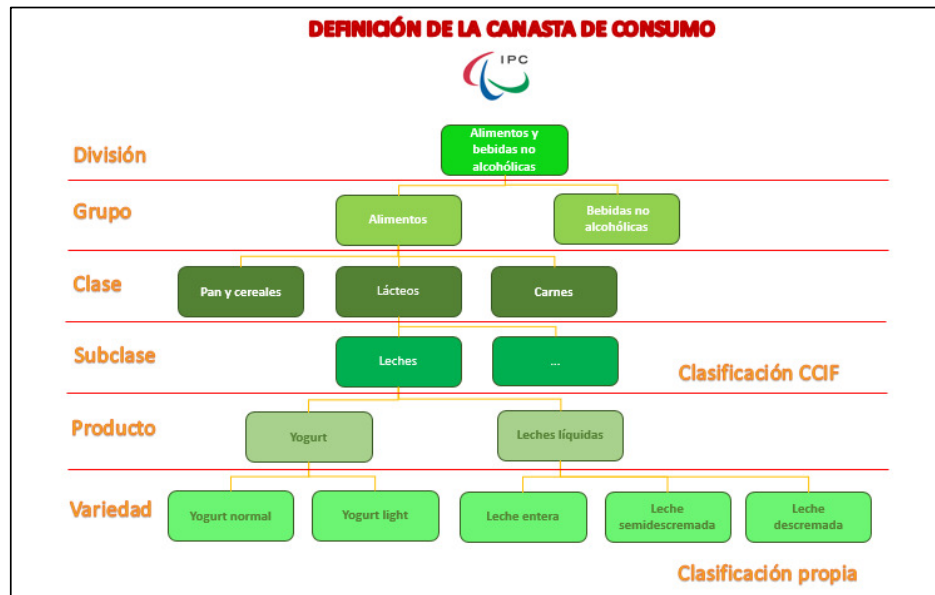 DEFINICIÓN DE LA CANASTA DE CONSUMO
IPC
División
Alimentos y
bebidas no
alcohólicas
Grupo
Alimentos
Bebidas no
alcohólicas
Clase
Pan y cereales
Lácteos
Carnes
Subclase
Leches
...
Clasificación CCIF
Producto
Yogurt
Leches líquidas
Variedad
Yogurt normal
Yogurt light
Leche entera
Leche
semidescremada
Leche
descremada
Clasificación propia